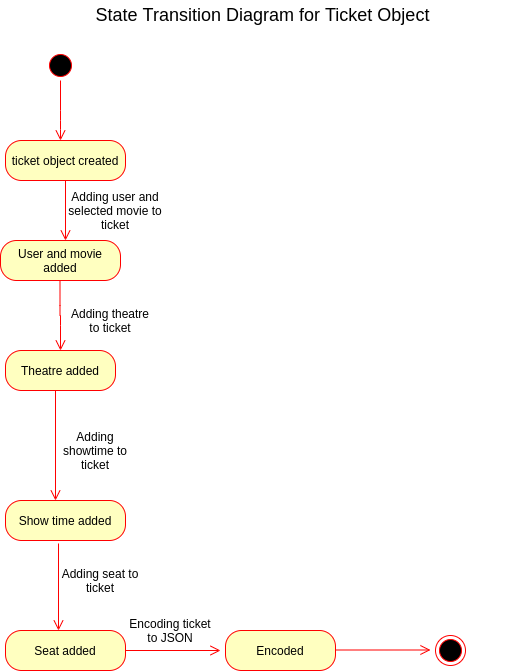 State Transition Diagram for Ticket Object
ticket object created
Adding user and
selected movie to
ticket
User and movie
added
Adding theatre
to ticket
Theatre added
Adding
showtime to
ticket
Show time added
Adding seat to
ticket
Seat added
Encoding ticket
to JSON
Encoded